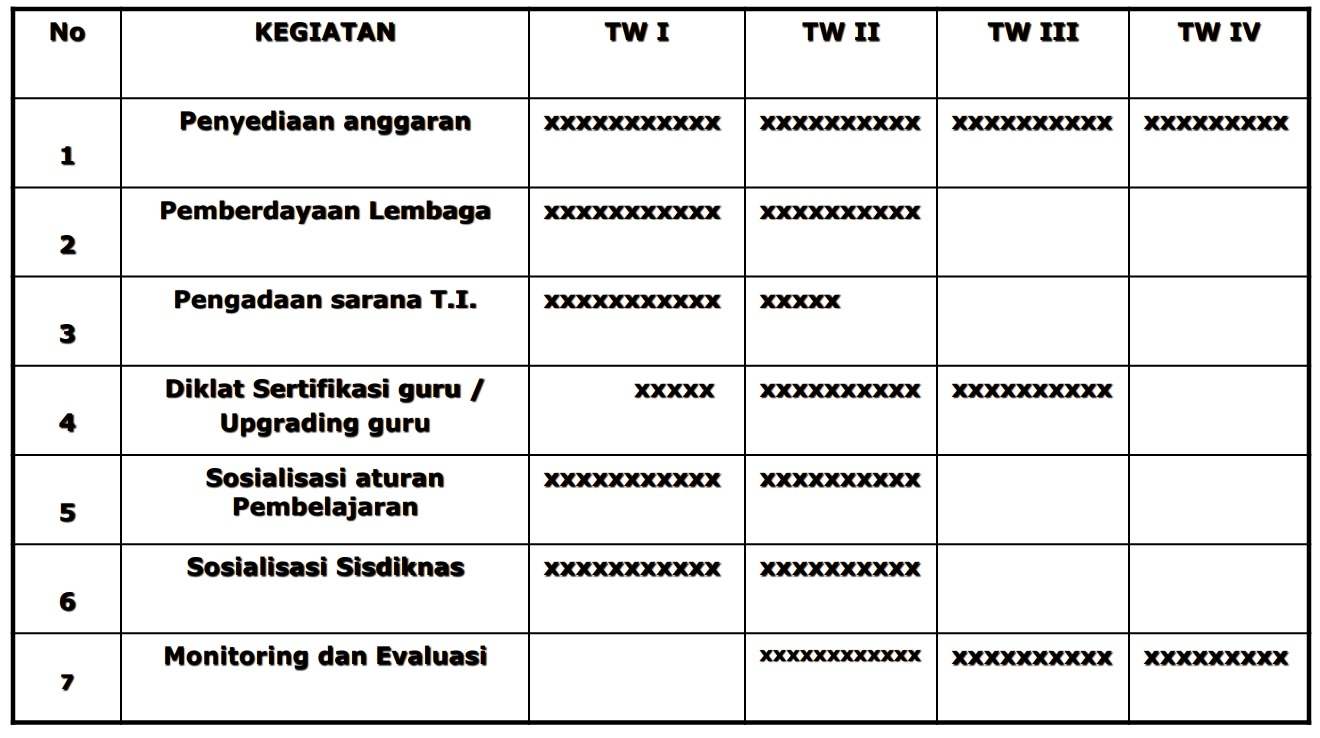 No KEGIATAN TW I TW II TW III TW IV
Penyediaan anggaran xxxxxxxxxxx xxxxxxxxxx xxxxxxxxxx xxxxxxxxx
1
Pemberdayaan Lembaga xxxxxxxxxxx xxxxxxxxxx
2
Pengadaan sarana T.I. xxxxxxxxxxx xxxxx
3
Diklat Sertifikasi guru / xxxxx xxxxxxxxxx xxxxxxxxxx
4 Upgrading guru
Sosialisasi aturan xxxxxxxxxxx xxxxxxxxxx
Pembelajaran
5
Sosialisasi Sisdiknas xxxxxxxxxxx xxxxxxxxxx
6
Monitoring dan Evaluasi xxxxxxxxxxxx xxxxxxxxxx xxxxxxxxx
7